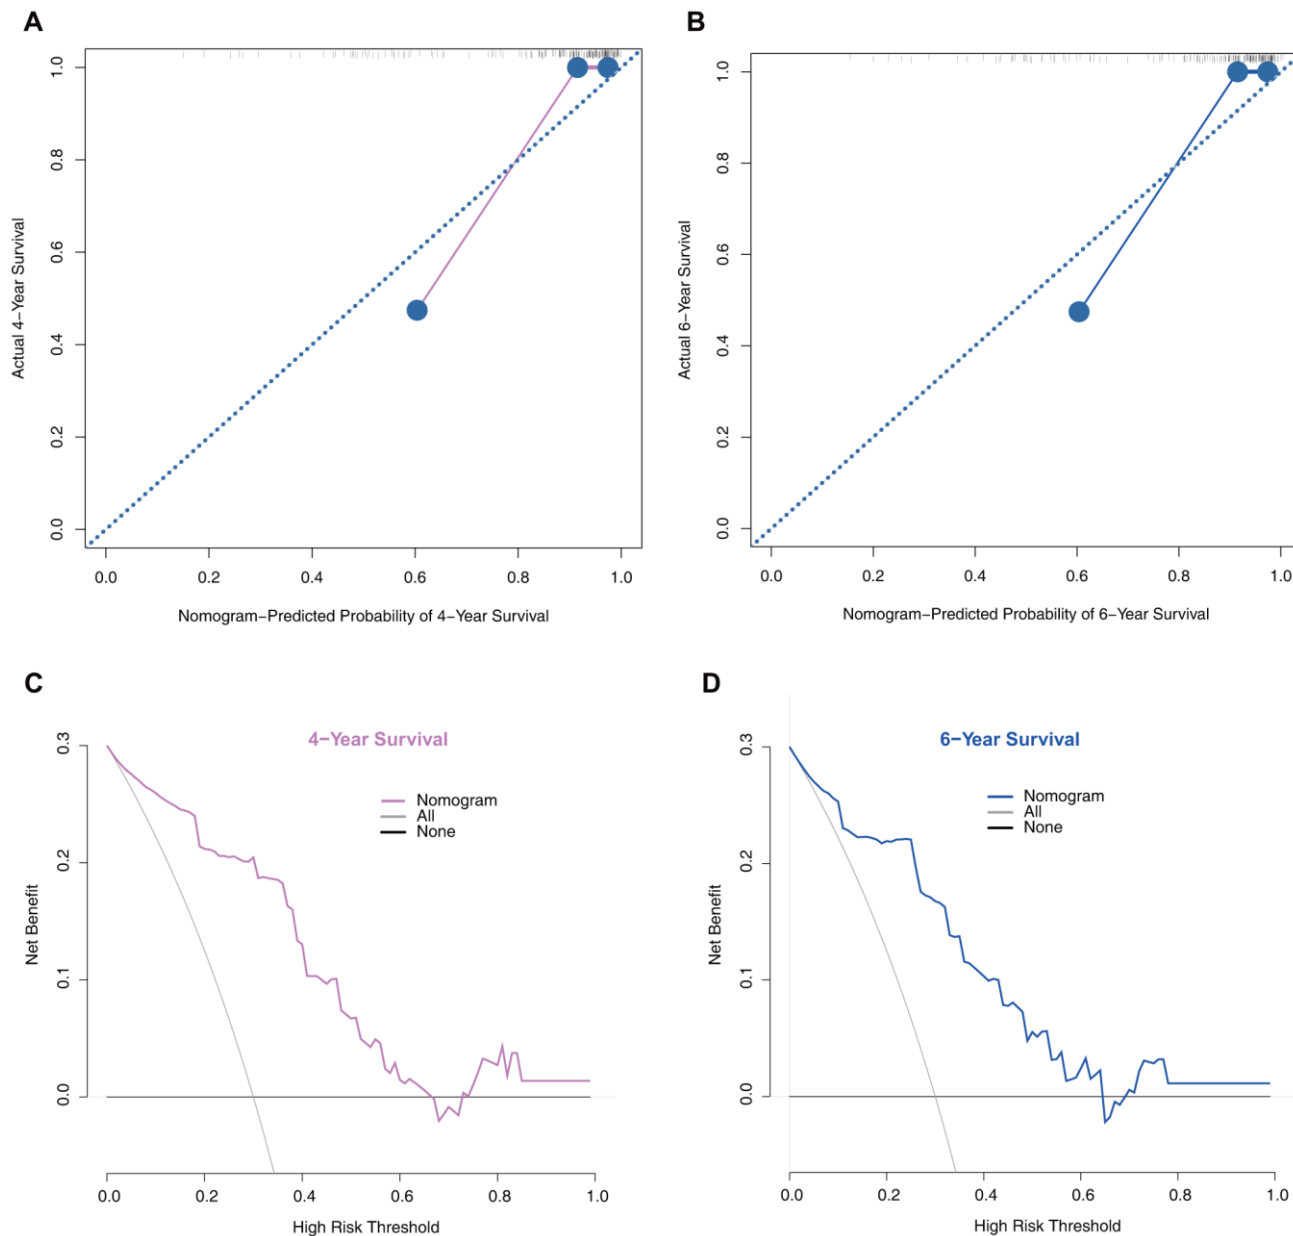 A
B
Actual 4−Year Survival
1.0
0.8
0.6
0.4
0.2
0.0
0.0 0.2 0.4 0.6 0.8 1.0
Nomogram−Predicted Probability of 4−Year Survival
Actual 6−Year Survival
1.0
0.8
0.6
0.4
0.2
0.0
0.0 0.2 0.4 0.6 0.8 1.0
Nomogram−Predicted Probability of 6−Year Survival
C
4−Year Survival
Nomogram
All
None
Net Benefit
0.3
0.2
0.1
0.0
0.0 0.2 0.4 0.6 0.8 1.0
High Risk Threshold
D
6−Year Survival
Nomogram
All
None
Net Benefit
0.3
0.2
0.1
0.0
0.0 0.2 0.4 0.6 0.8 1.0
High Risk Threshold